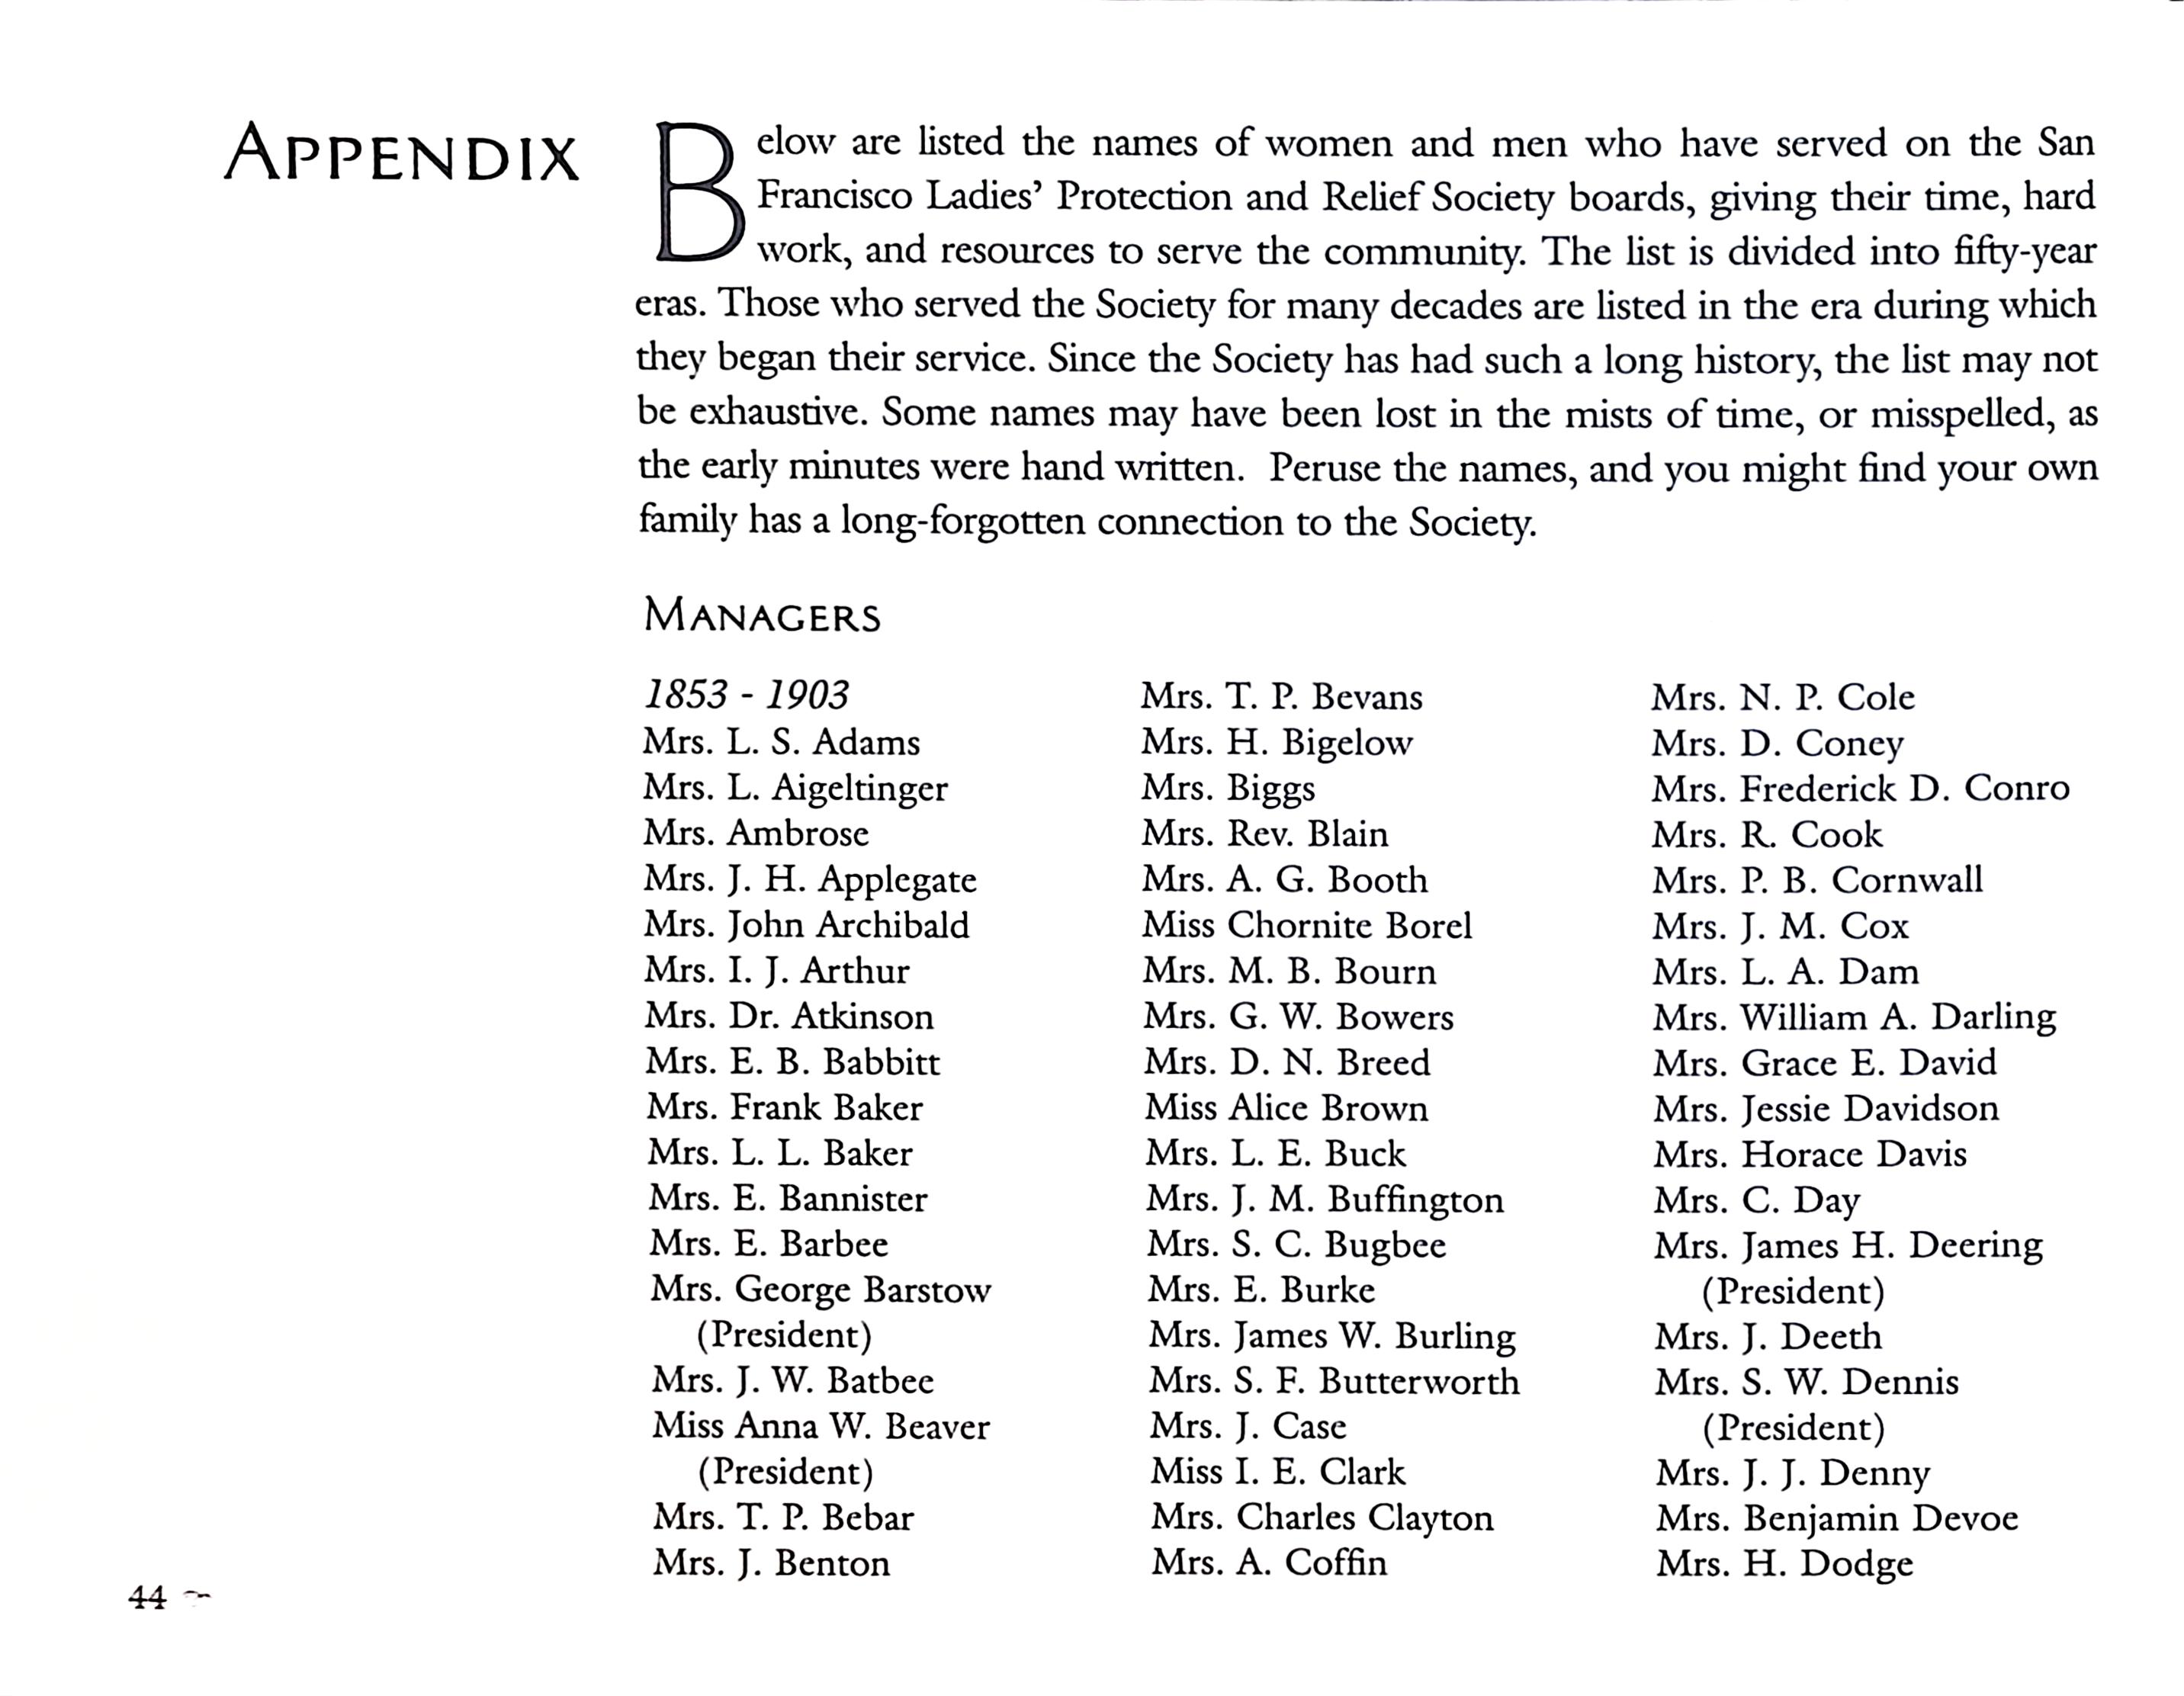 APPENDIX
Below are listed the names of women and men who have served on the San
Francisco Ladies’ Protection and Relief Society boards, giving their time, hard
work, and resources to serve the community. The list is divided into fifty-year
eras. Those who served the Society for many decades are listed in the era during which
they began their service. Since the Society has had such a long history, the list may not
be exhaustive. Some names may have been lost in the mists of time, or misspelled, as
the early minutes were hand written.  Peruse the names, and you might find your own
family has a long-forgotten connection to the Society.
MANAGERS
1853 - 1903
Mrs. L. S. Adams
Mrs. L. Aigeltinger
Mrs. Ambrose
Mrs. J. H. Applegate
Mrs. John Archibald
Mrs. I. J. Arthur
Mrs. Dr. Atkinson
Mrs. E. B. Babbitt
Mrs. Frank Baker
Mrs. L. L. Baker
Mrs. E. Bannister
Mrs. E. Barbee
Mrs. George Barstow
(President)
Mrs. J. W. Batbee
Miss Anna W. Beaver
(President)
Mrs. T. P. Bebar
Mrs. J. Benton
Mrs. T. P. Bevans
Mrs. H. Bigelow
Mrs. Biggs
Mrs. Rev. Blain
Mrs. A. G. Booth
Miss Chornite Borel
Mrs. M. B. Bourn
Mrs. G. W. Bowers
Mrs. D. N. Breed
Miss Alice Brown
Mrs. L. E. Buck
Mrs. J. M. Buffington
Mrs. S. C. Bugbee
Mrs. E. Burke
Mrs. James W. Burling
Mrs. S. F. Butterworth
Mrs. J. Case
Miss I. E. Clark
Mrs. Charles Clayton
Mrs. A. Coffin
Mrs. N. P. Cole
Mrs. D. Coney
Mrs. Frederick D. Conro
Mrs. R. Cook
Mrs. P. B. Cornwall
Mrs. J. M. Cox
Mrs. L. A. Dam
Mrs. William A. Darling
Mrs. Grace E. David
Mrs. Jessie Davidson
Mrs. Horace Davis
Mrs. C. Day
Mrs. James H. Deering
(President)
Mrs. J. Deeth
Mrs. S. W. Dennis
(President)
Mrs. J. J. Denny
Mrs. Benjamin Devoe
Mrs. H. Dodge
44